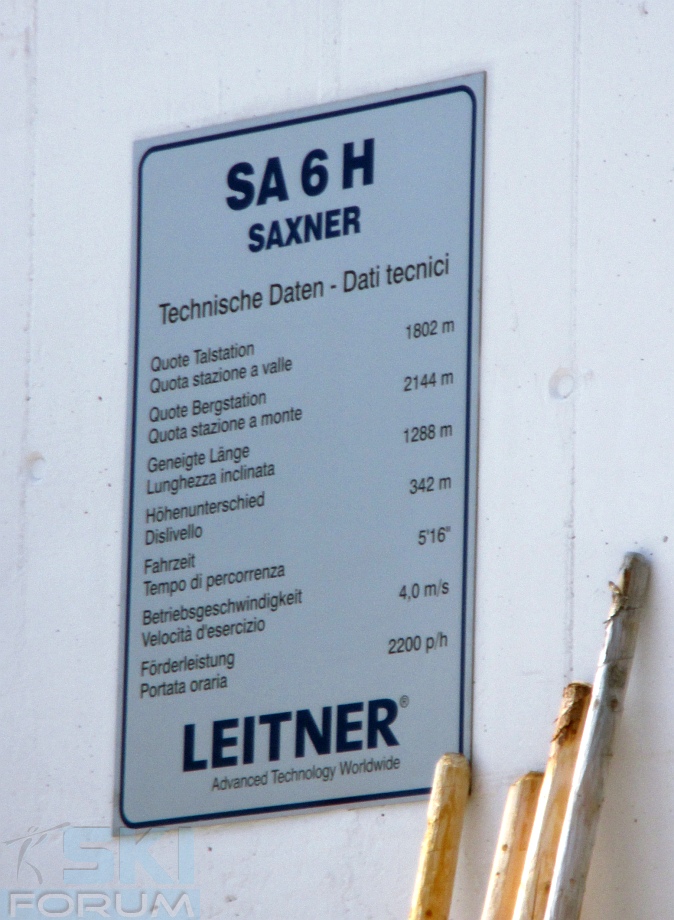 SA 6 H
SAXNER
Technische Daten - Dati tecnici
Quote Talstation 1802 m
Quota stazione a valle
Quote Bergstation 2144 m
Quota stazione a monte
Geneigte Länge 1288 m
Lunghezza inclinata
Höhenunterschied 342 m
Dislivello
Fahrzeit 5'16"
Tempo di percorrenza
Betriebsgeschwindigkeit 4,0 m/s
Velocità d'esercizio
Förderleistung 2200 p/h
Portata oraria
LEITNER®
Advanced Technology Worldwide
SKI
FORUM